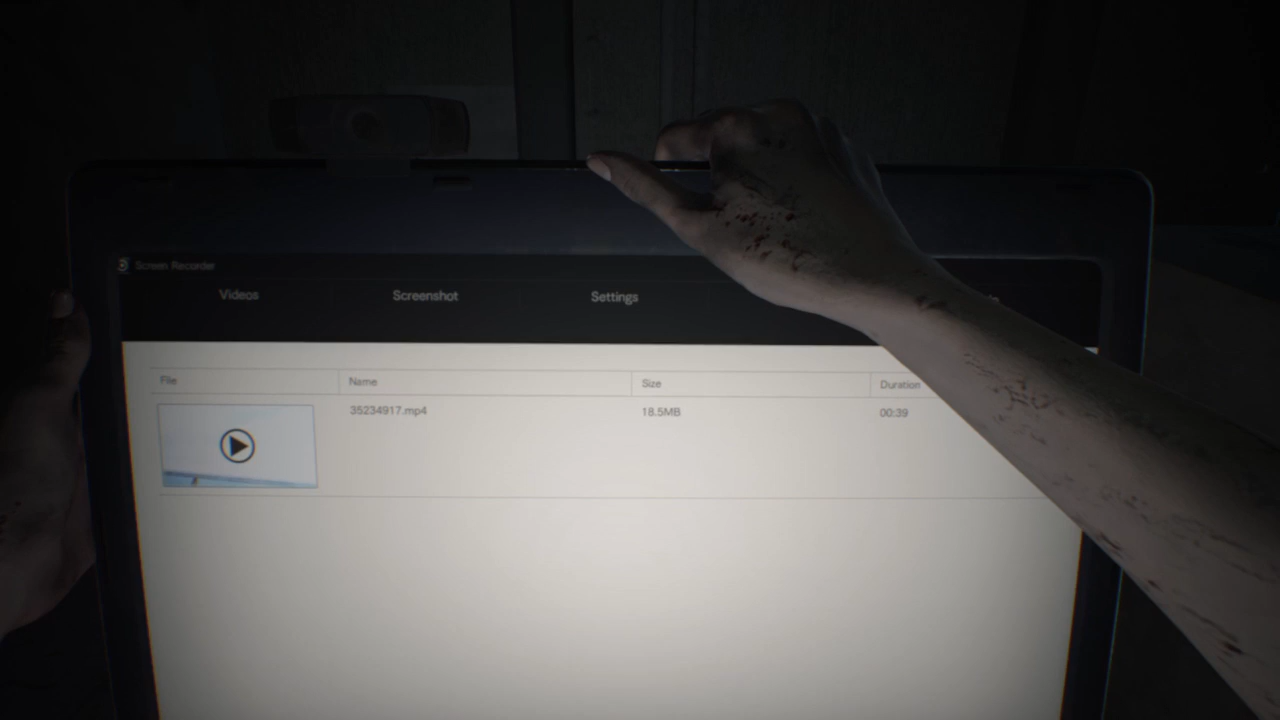 Screen Recorder
Videos Screenshot Settings
File Name Size Duration
35234917.mp4 18.5MB 00:39